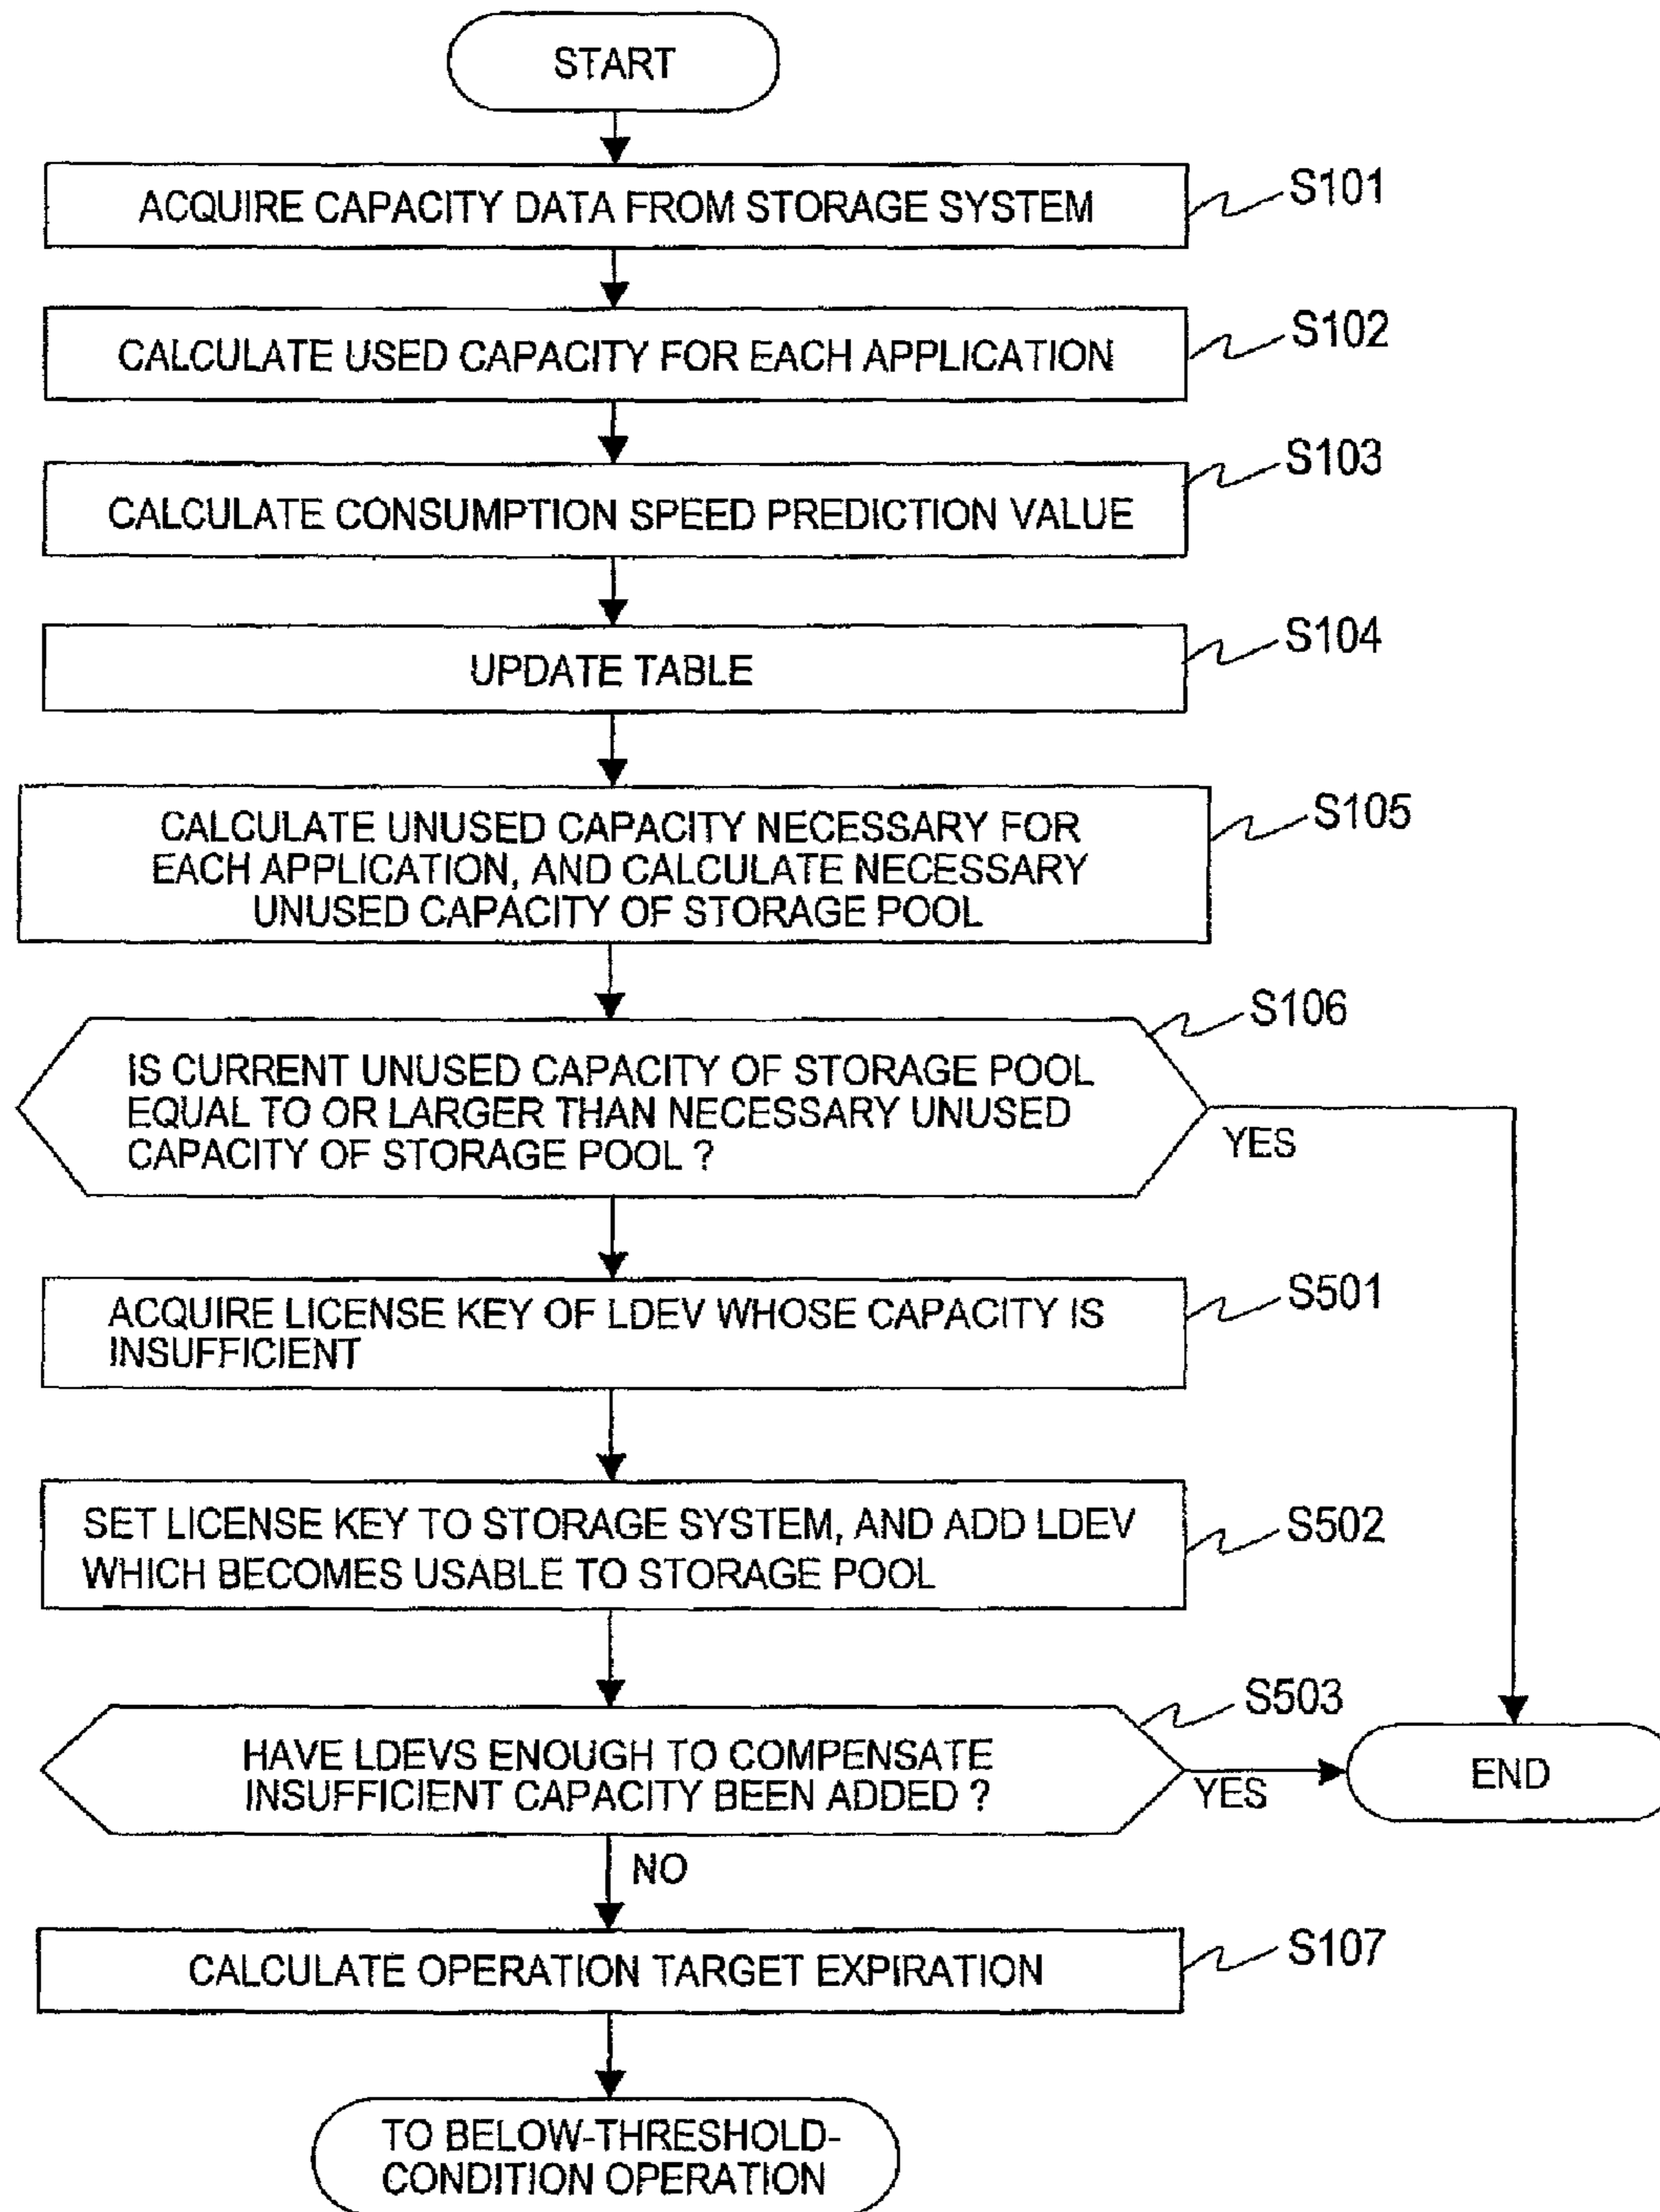 START
ACQUIRE CAPACITY DATA FROM STORAGE SYSTEM
S101
CALCULATE USED CAPACITY FOR EACH APPLICATION
S102
CALCULATE CONSUMPTION SPEED PREDICTION VALUE
S103
UPDATE TABLE
S104
CALCULATE UNUSED CAPACITY NECESSARY FOR
EACH APPLICATION, AND CALCULATE NECESSARY
UNUSED CAPACITY OF STORAGE POOL
S105
IS CURRENT UNUSED CAPACITY OF STORAGE POOL
EQUAL TO OR LARGER THAN NECESSARY UNUSED
CAPACITY OF STORAGE POOL ?
S106
YES
ACQUIRE LICENSE KEY OF LDEV WHOSE CAPACITY IS
INSUFFICIENT
S501
SET LICENSE KEY TO STORAGE SYSTEM, AND ADD LDEV
WHICH BECOMES USABLE TO STORAGE POOL
S502
HAVE LDEVS ENOUGH TO COMPENSATE
INSUFFICIENT CAPACITY BEEN ADDED ?
S503
YES
END
NO
CALCULATE OPERATION TARGET EXPIRATION
S107
TO BELOW-THRESHOLD-
CONDITION OPERATION